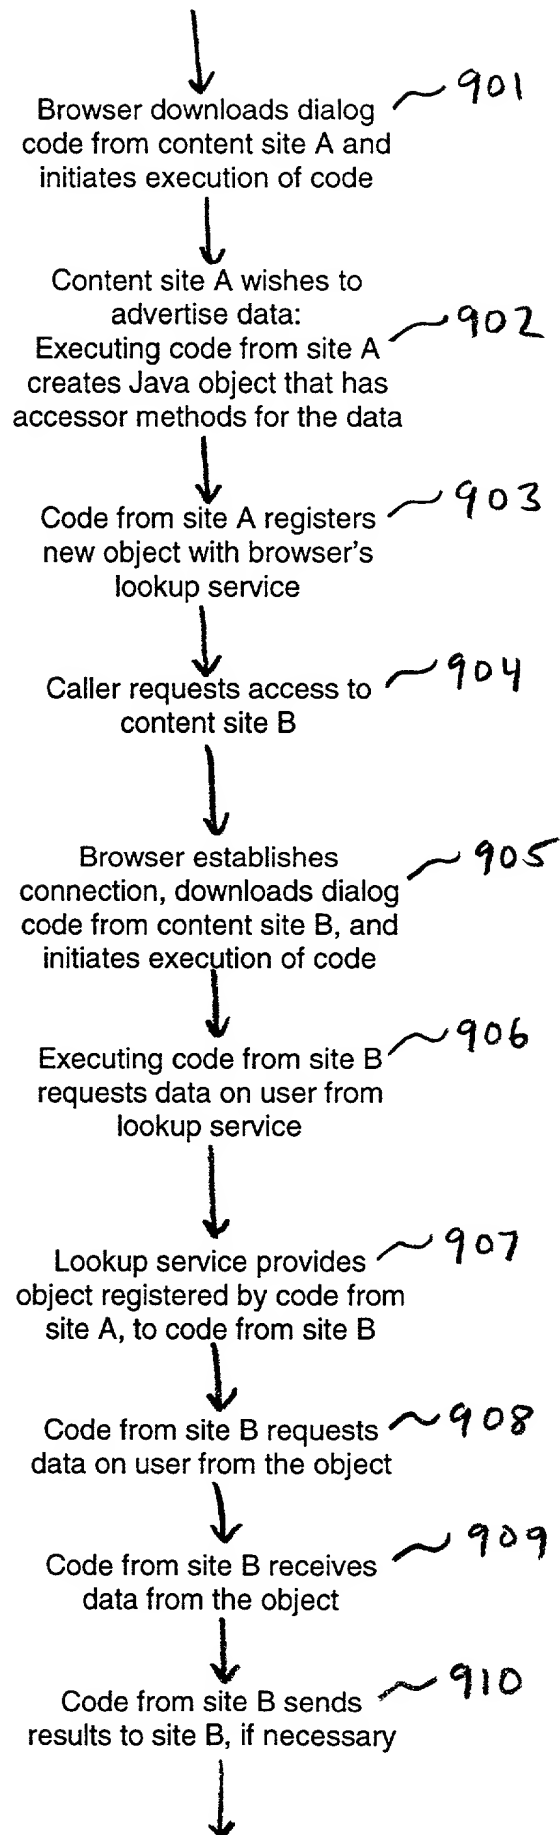 901
Browser downloads dialog
code from content site A and
initiates execution of code
Content site A wishes to
advertise data:
902
Executing code from site A
creates Java object that has
accessor methods for the data
903
Code from site A registers
new object with browser's
lookup service
904
Caller requests access to
content site B
905
Browser establishes
connection, downloads dialog
code from content site B, and
initiates execution of code
906
Executing code from site B
requests data on user from
lookup service
907
Lookup service provides
object registered by code from
site A, to code from site B
908
Code from site B requests
data on user from the object
909
Code from site B receives
data from the object
910
Code from site B sends
results to site B, if necessary